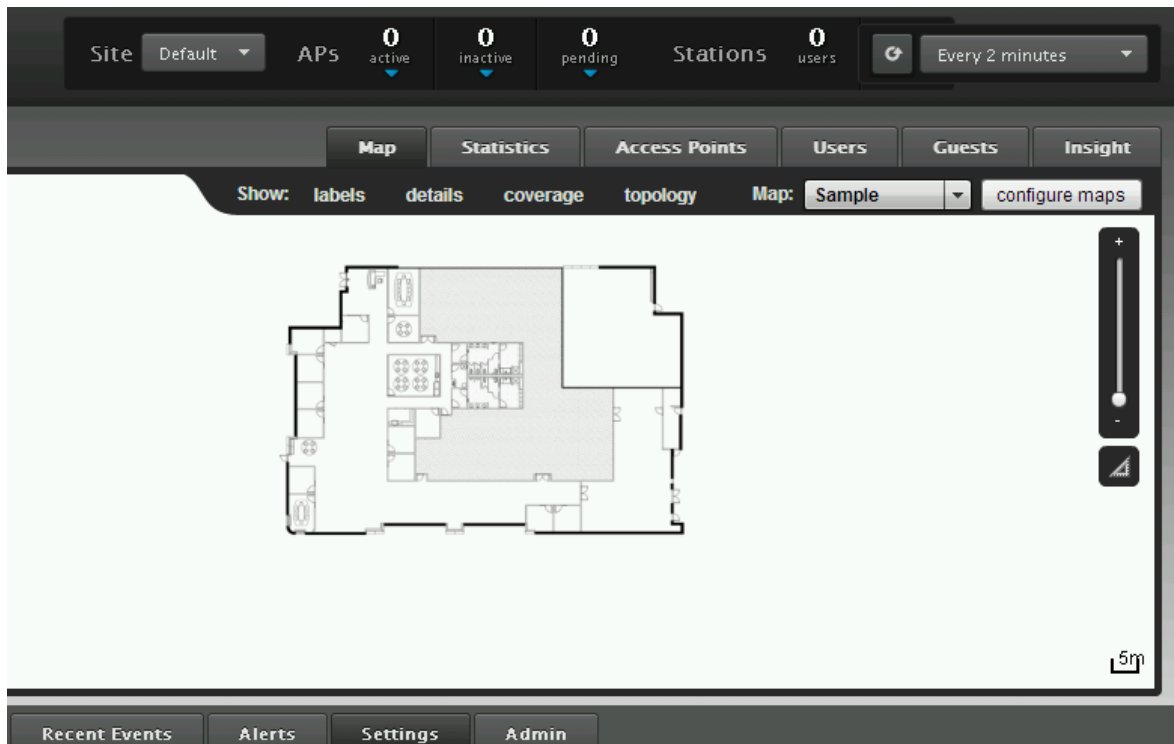 Site Default APs 0 active 0 inactive 0 pending Stations 0 users Every 2 minutes
Map Statistics Access Points Users Guests Insight
Show: labels details coverage topology Map: Sample configure maps
+
-
5m
Recent Events Alerts Settings Admin